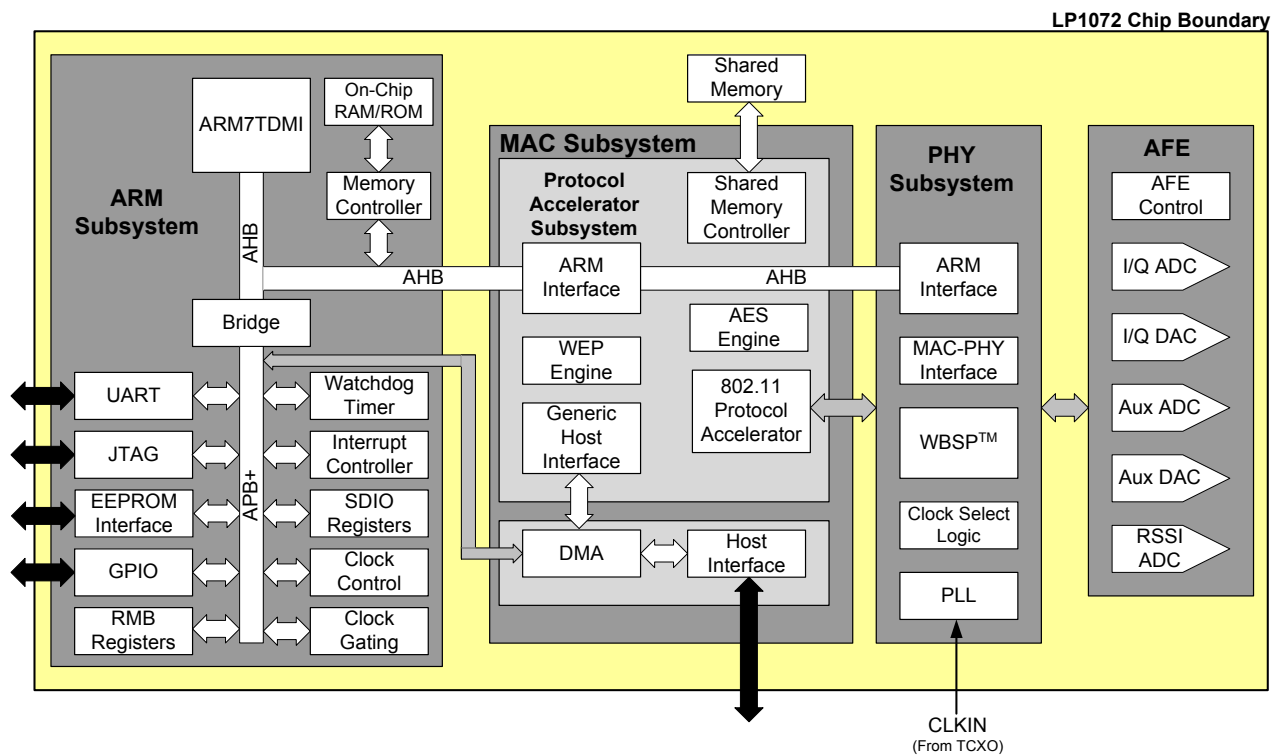 LP1072 Chip Boundary
ARM7TDMI
On-Chip
RAM/ROM
Memory
Controller
ARM
Subsystem
AHB
AHB
Bridge
APB+
UART
JTAG
EEPROM
Interface
GPIO
RMB
Registers
Watchdog
Timer
Interrupt
Controller
SDIO
Registers
Clock
Control
Clock
Gating
Shared
Memory
MAC Subsystem
Protocol
Accelerator
Subsystem
Shared
Memory
Controller
ARM
Interface
AHB
WEP
Engine
AES
Engine
Generic
Host
Interface
802.11
Protocol
Accelerator
DMA
Host
Interface
PHY
Subsystem
ARM
Interface
MAC-PHY
Interface
WBSP™
Clock Select
Logic
PLL
CLKIN
(From TCXO)
AFE
AFE
Control
I/Q ADC
I/Q DAC
Aux ADC
Aux DAC
RSSI
ADC